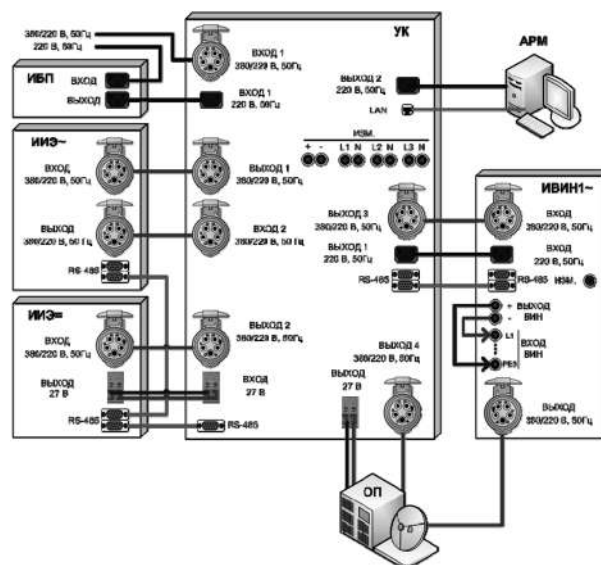 380/220 В, 50Гц
220 В, 50Гц
ИБП
ВХОД
ВЫХОД
УК
ВХОД 1
380/220 В, 50Гц
ВХОД 1
220 В, 50Гц
ВЫХОД 2
220 В, 50Гц
LAN
АРМ
ИЗМ.
+ - L1 N L2 N L3 N
ИИЭ~
ВХОД
380/220 В, 50Гц
ВЫХОД
380/220 В, 50Гц
RS-485
ВЫХОД 1
380/220 В, 50Гц
ВХОД 2
380/220 В, 50Гц
ВЫХОД 3
380/220 В, 50Гц
ВЫХОД 1
220 В, 50Гц
RS-485
ИВИН1~
ВХОД
380/220 В, 50Гц
ВХОД
220 В, 50Гц
RS-485
ИЗМ.
+ ВЫХОД
- ВИН
L1
ВХОД
ВИН
PE3
ВЫХОД
380/220 В, 50Гц
ИИЭ=
ВХОД
380/220 В, 50Гц
ВЫХОД
27 В
RS-485
ВЫХОД 2
380/220 В, 50Гц
ВХОД
27 В
RS-485
ВЫХОД 4
380/220 В, 50Гц
ВЫХОД
27 В
ОП